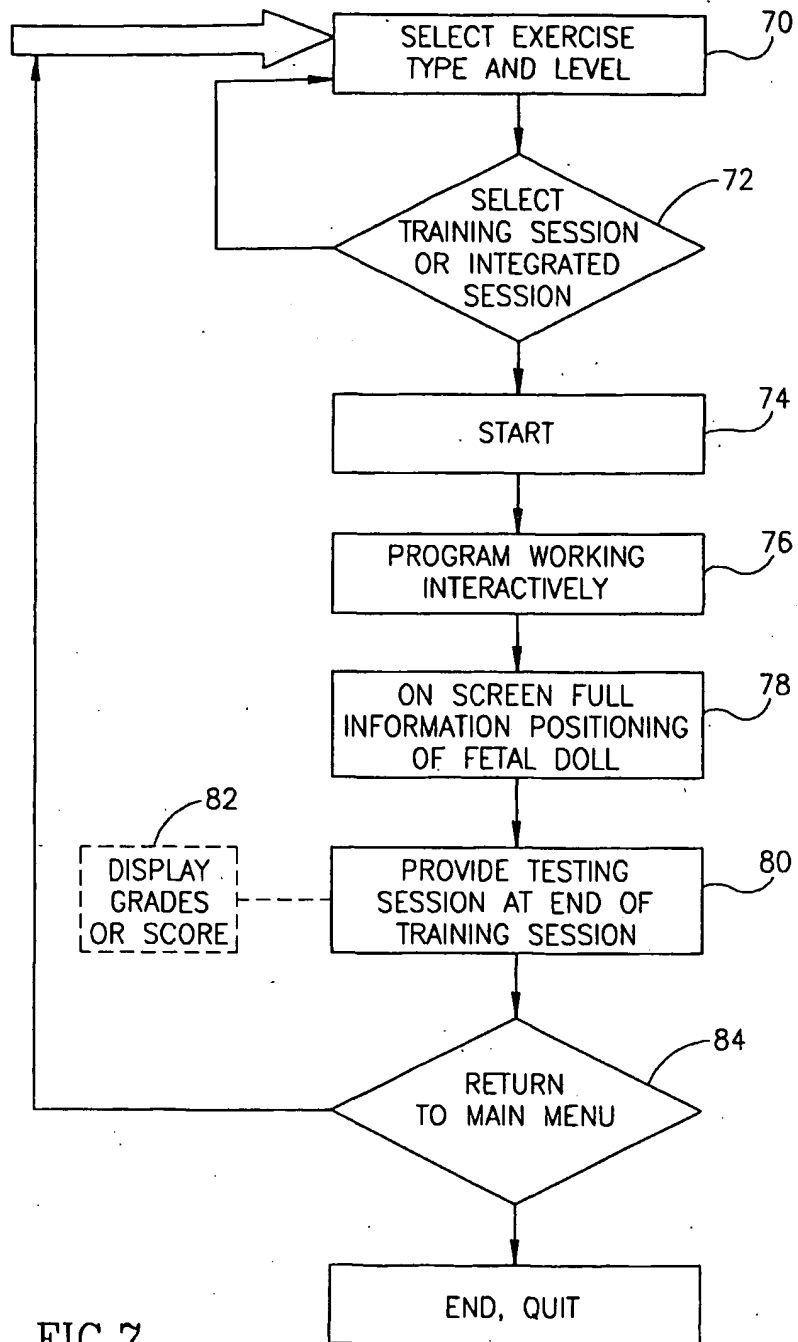 SELECT EXERCISE
TYPE AND LEVEL
70
SELECT
TRAINING SESSION
OR INTEGRATED
SESSION
72
START
74
PROGRAM WORKING
INTERACTIVELY
76
ON SCREEN FULL
INFORMATION POSITIONING
OF FETAL DOLL
78
82
DISPLAY
GRADES
OR SCORE
PROVIDE TESTING
SESSION AT END OF
TRAINING SESSION
80
RETURN
TO MAIN MENU
84
END, QUIT
FIG.7